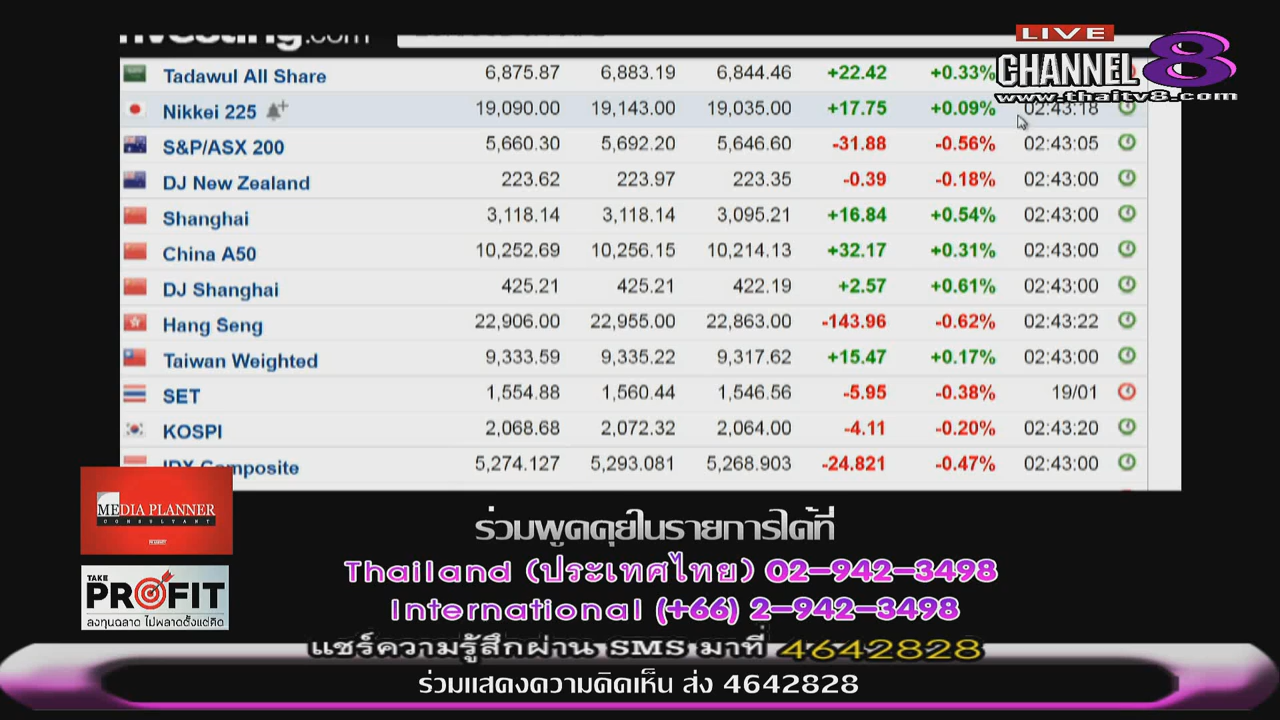 investing.com
LIVE
CHANNEL 8
www.thaitv8.com
Tadawul All Share 6,875.87 6,883.19 6,844.46 +22.42 +0.33%
Nikkei 225 19,090.00 19,143.00 19,035.00 +17.75 +0.09% 02:43:18
S&P/ASX 200 5,660.30 5,692.20 5,646.60 -31.88 -0.56% 02:43:05
DJ New Zealand 223.62 223.97 223.35 -0.39 -0.18% 02:43:00
Shanghai 3,118.14 3,118.14 3,095.21 +16.84 +0.54% 02:43:00
China A50 10,252.69 10,256.15 10,214.13 +32.17 +0.31% 02:43:00
DJ Shanghai 425.21 425.21 422.19 +2.57 +0.61% 02:43:00
Hang Seng 22,906.00 22,955.00 22,863.00 -143.96 -0.62% 02:43:22
Taiwan Weighted 9,333.59 9,335.22 9,317.62 +15.47 +0.17% 02:43:00
SET 1,554.88 1,560.44 1,546.56 -5.95 -0.38% 19/01
KOSPI 2,068.68 2,072.32 2,064.00 -4.11 -0.20% 02:43:20
IDX Composite 5,274.127 5,293.081 5,268.903 -24.821 -0.47% 02:43:00
MEDIA PLANNER
CONSULTANT
TAKE
PROFIT
ลงทุนฉลาด ไม่พลาดตั้งแต่คิด
ร่วมพูดคุยในรายการได้ที่
Thailand (ประเทศไทย) 02-942-3498
International (+66) 2-942-3498
แชร์ความรู้สึกผ่าน SMS มาที่ 4642828
ร่วมแสดงความคิดเห็น ส่ง 4642828